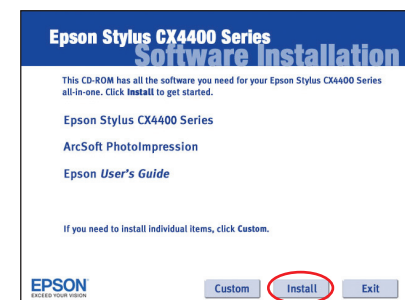 Epson Stylus CX4400 Series
Software Installation
This CD-ROM has all the software you need for your Epson Stylus CX4400 Series
all-in-one. Click Install to get started.
Epson Stylus CX4400 Series
ArcSoft PhotoImpression
Epson User's Guide
If you need to install individual items, click Custom.
EPSON
EXCEED YOUR VISION
Custom
Install
Exit